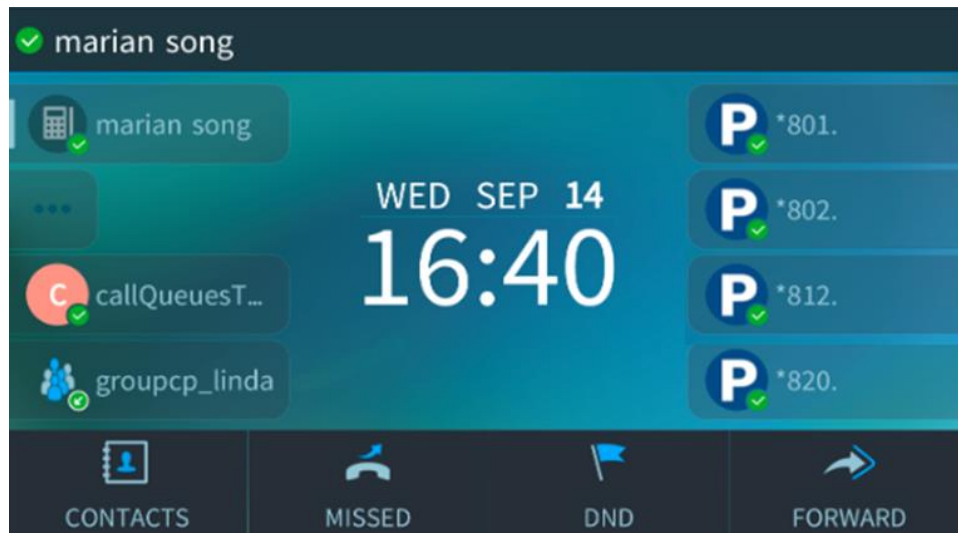 marian song
marian song
•••
C callQueuesT...
groupcp_linda
WED SEP 14
16:40
P *801.
P *802.
P *812.
P *820.
CONTACTS
MISSED
DND
FORWARD